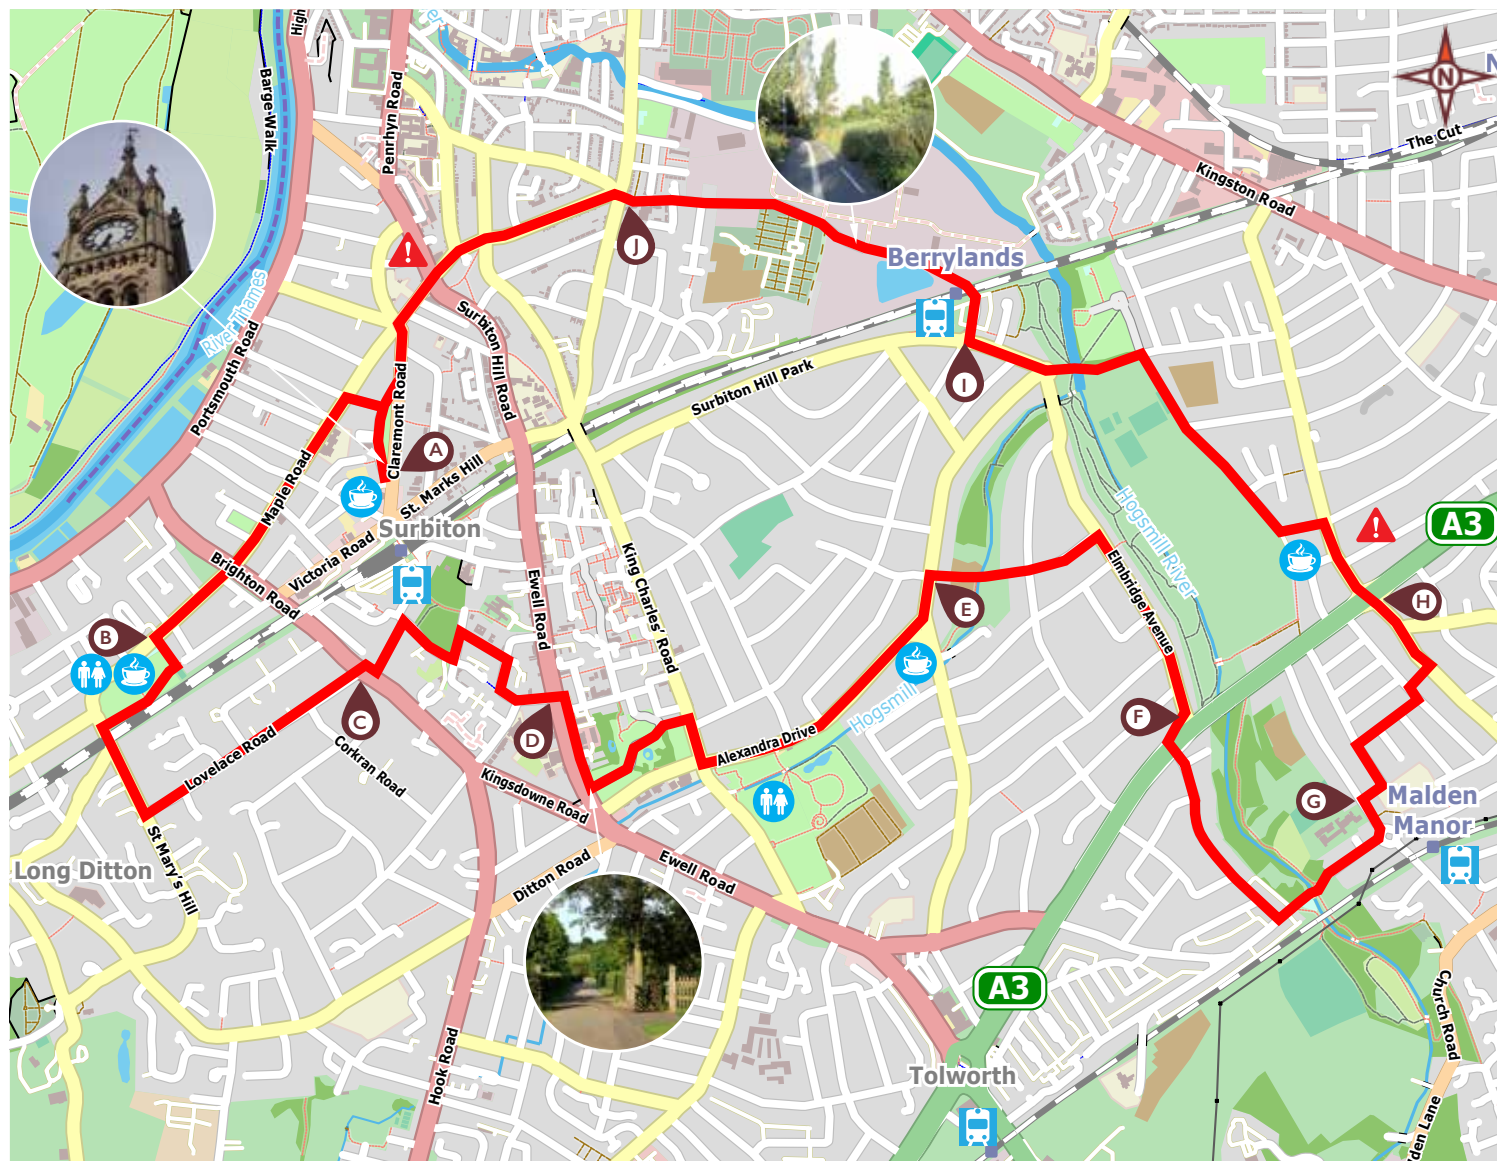 High
Barge Walk
Penrhyn Road
N
The Cut
Kingston Road
J
Berrylands
River Thames
Portsmouth Road
Surbiton Hill Road
Claremont Road
Surbiton Hill Park
I
A
Maple Road
St. Marks Hill
Surbiton
Victoria Road
Brighton Road
Ewell Road
King Charles' Road
Hogsmill River
A3
Elmbridge Avenue
H
E
B
C
D
F
Hogsmill
Alexandra Drive
Lovelace Road
Corkran Road
Kingsdowne Road
G
Malden
Manor
St Mary's Hill
Long Ditton
Ditton Road
Ewell Road
A3
Church Road
Hook Road
Tolworth
den Lane